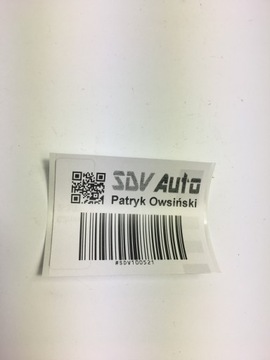 SDV Auto
Patryk Owsiński
#SDV100521